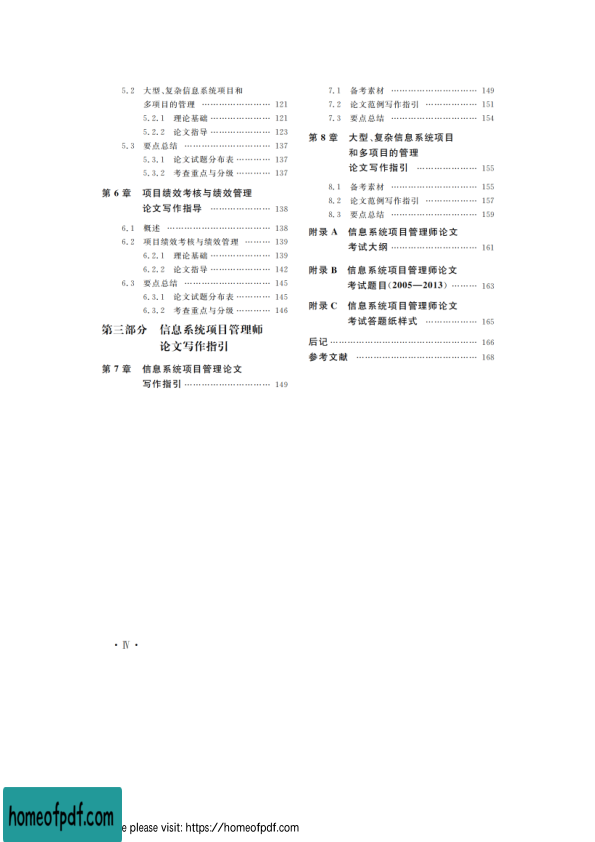 5.2 大型、复杂信息系统项目和
多项目的管理 …………………… 121
5.2.1 理论基础 ………………… 121
5.2.2 论文指导 ………………… 123
5.3 要点总结 ………………………… 137
5.3.1 论文试题分布表 ………… 137
5.3.2 考查重点与分级 ………… 137
第 6 章 项目绩效考核与绩效管理
论文写作指导 ………………… 138
6.1 概述 ……………………………… 138
6.2 项目绩效考核与绩效管理 ……… 139
6.2.1 理论基础 ………………… 139
6.2.2 论文指导 ………………… 142
6.3 要点总结 ………………………… 145
6.3.1 论文试题分布表 ………… 145
6.3.2 考查重点与分级 ………… 146
第三部分 信息系统项目管理师
论文写作指引
第 7 章 信息系统项目管理论文
写作指引 ………………………… 149
7.1 备考素材 ………………………… 149
7.2 论文范例写作指引 ……………… 151
7.3 要点总结 ………………………… 154
第 8 章 大型、复杂信息系统项目
和多项目的管理
论文写作指引 ………………… 155
8.1 备考素材 ………………………… 155
8.2 论文范例写作指引 ……………… 157
8.3 要点总结 ………………………… 159
附录 A 信息系统项目管理师论文
考试大纲 ………………………… 161
附录 B 信息系统项目管理师论文
考试题目(2005—2013) ……… 163
附录 C 信息系统项目管理师论文
考试答题纸样式 ……………… 165
后记 …………………………………………… 166
参考文献 …………………………………… 168
· Ⅳ ·
homeofpdf.com
e please visit: https://homeofpdf.com